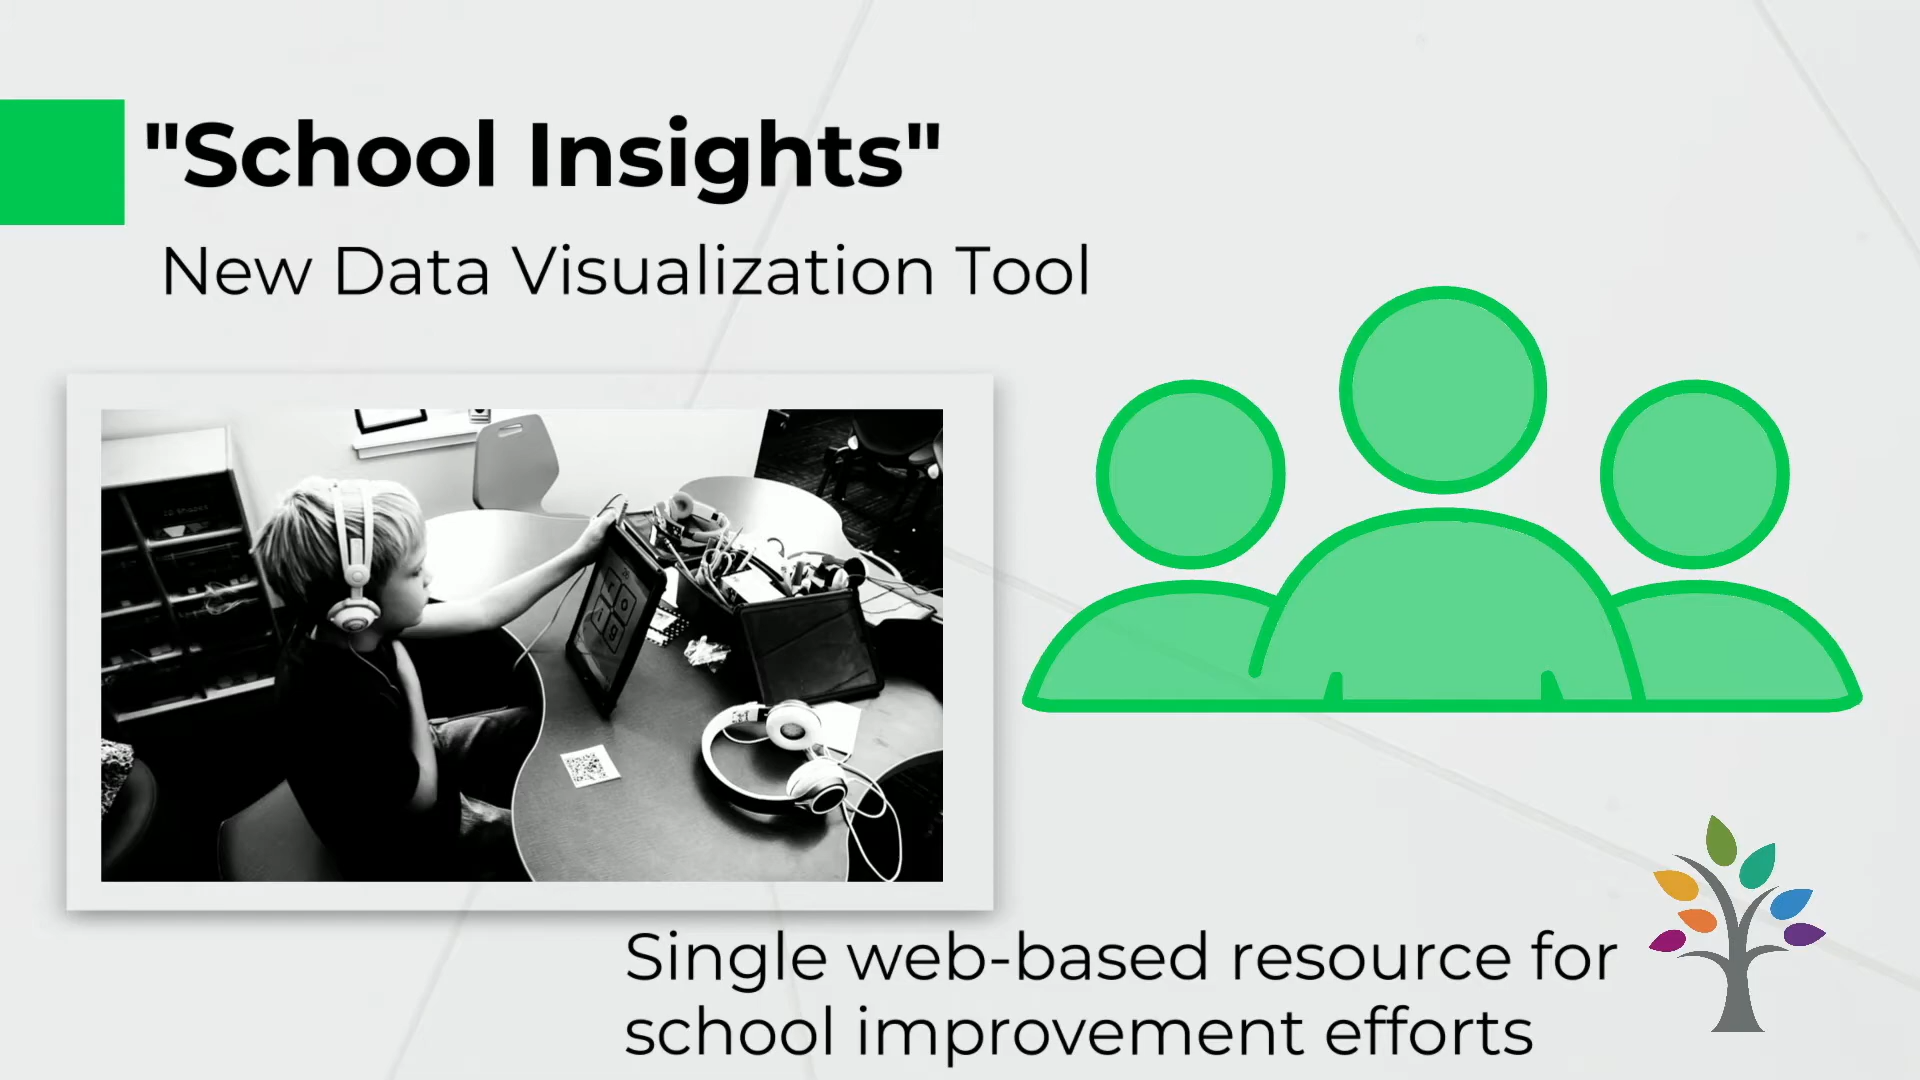 "School Insights"
New Data Visualization Tool
Single web-based resource for
school improvement efforts